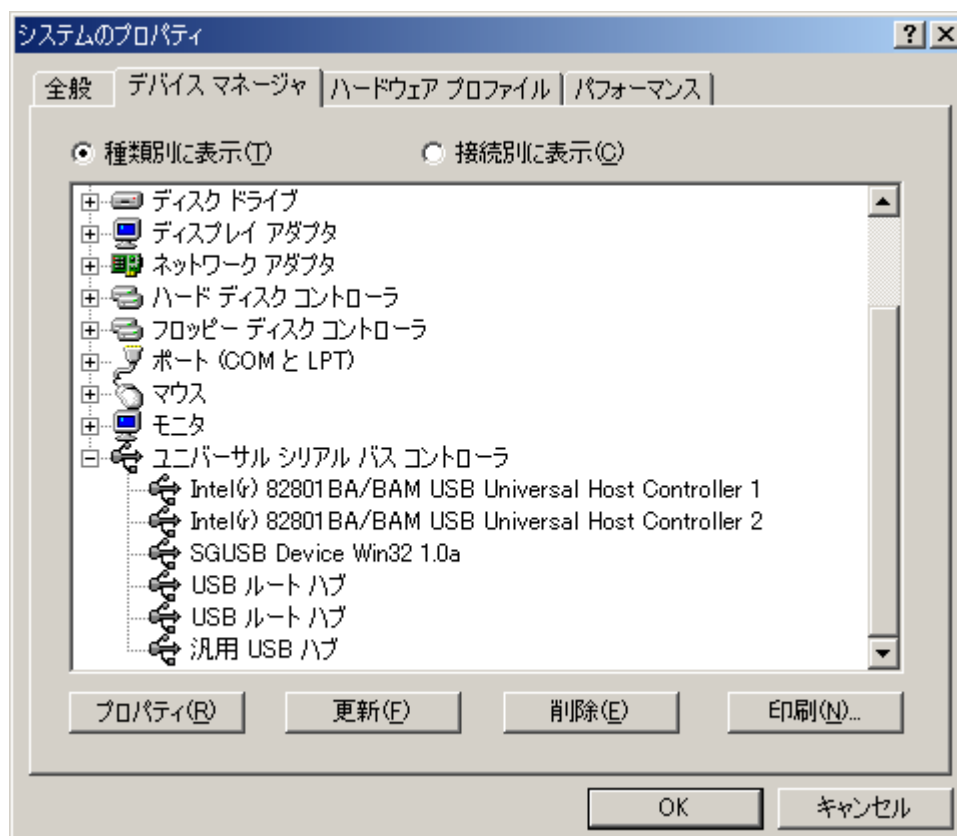 システムのプロパティ
全般 デバイス マネージャ ハードウェア プロファイル パフォーマンス
種類別に表示(T) 接続別に表示(C)
ディスク ドライブ
ディスプレイ アダプタ
ネットワーク アダプタ
ハード ディスク コントローラ
フロッピー ディスク コントローラ
ポート (COM と LPT)
マウス
モニタ
ユニバーサル シリアル バス コントローラ
Intel(r) 82801BA/BAM USB Universal Host Controller 1
Intel(r) 82801BA/BAM USB Universal Host Controller 2
SGUSB Device Win32 1.0a
USB ルート ハブ
USB ルート ハブ
汎用 USB ハブ
プロパティ(R) 更新(F) 削除(E) 印刷(N)...
OK キャンセル